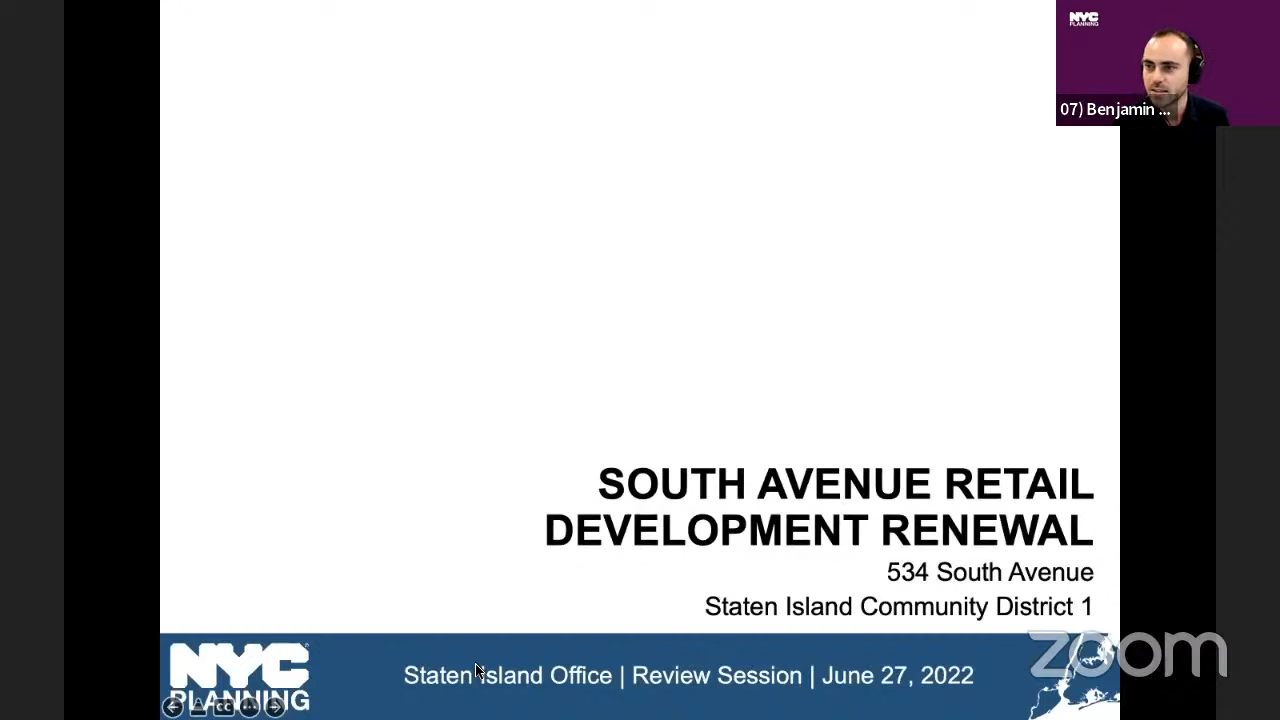 NYC
PLANNING
07) Benjamin ...
SOUTH AVENUE RETAIL
DEVELOPMENT RENEWAL
534 South Avenue
Staten Island Community District 1
NYC
PLANNING
Staten Island Office | Review Session | June 27, 2022
zoom
CC